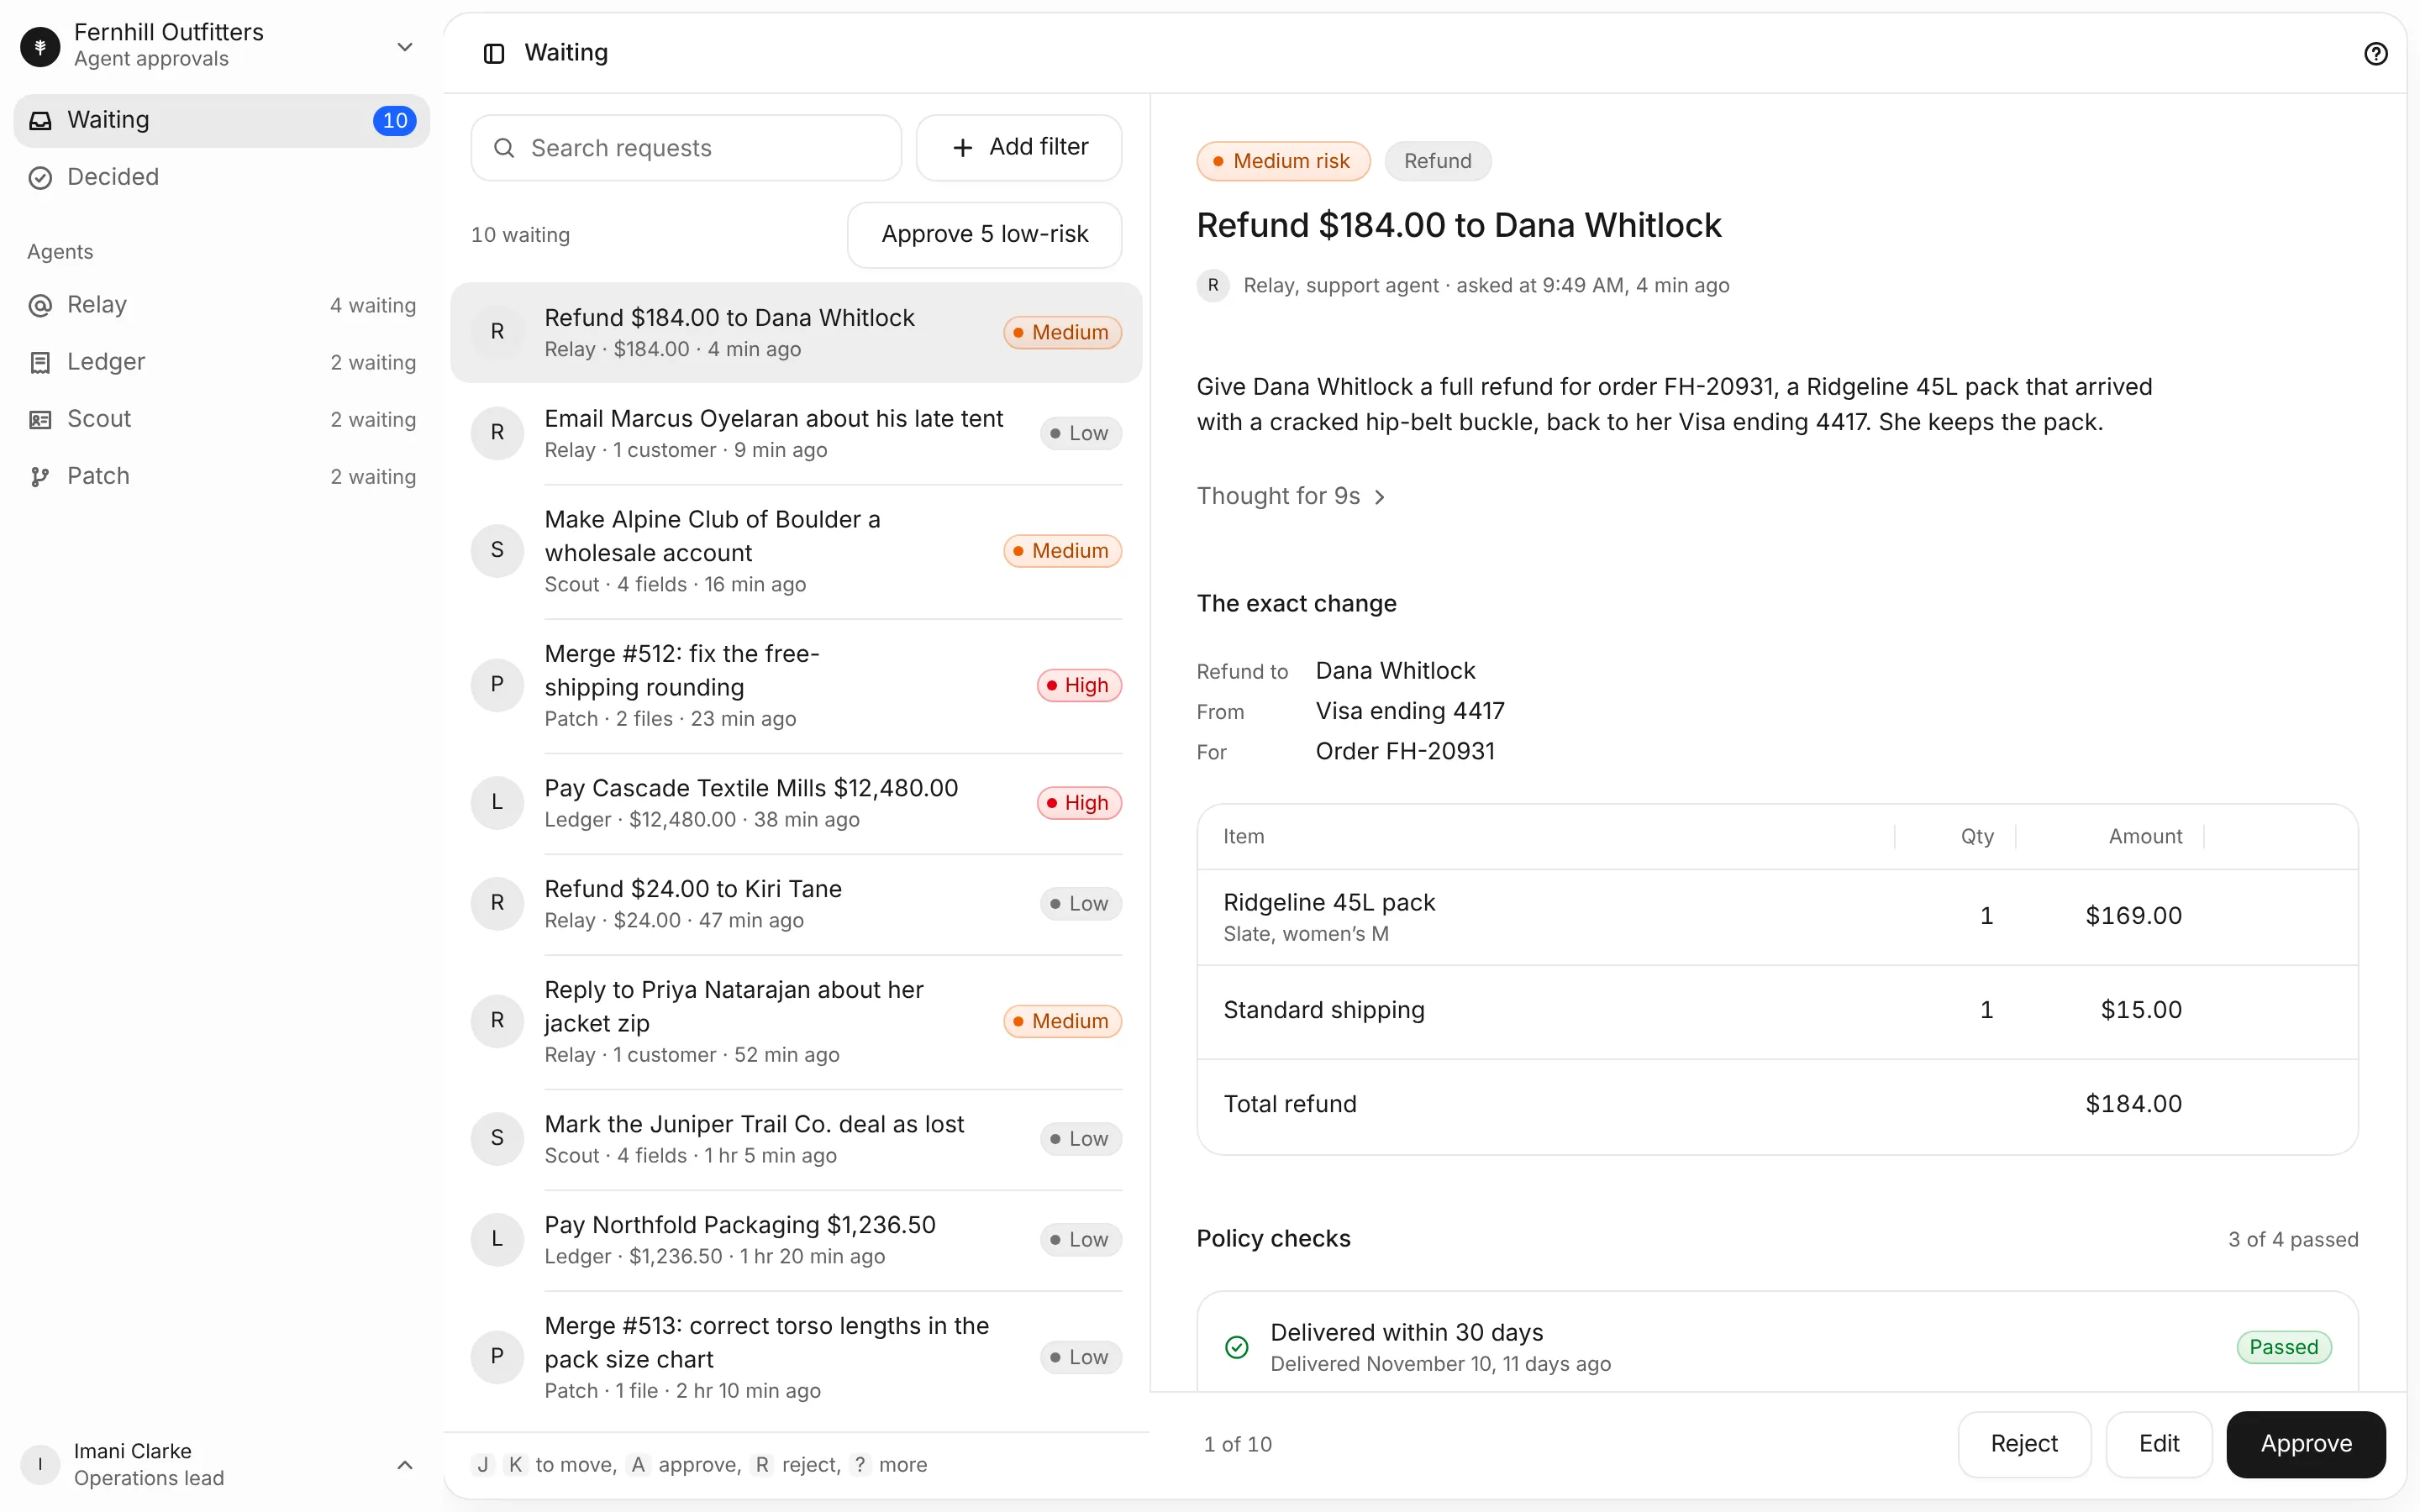 Fernhill Outfitters
Agent approvals
Waiting
10
Decided
Agents
Relay
4 waiting
Ledger
2 waiting
Scout
2 waiting
Patch
2 waiting
Imani Clarke
Operations lead
I
Waiting
Search requests
Add filter
10 waiting
Approve 5 low-risk
R
Refund $184.00 to Dana Whitlock
Relay · $184.00 · 4 min ago
Medium
R
Email Marcus Oyelaran about his late tent
Relay · 1 customer · 9 min ago
Low
S
Make Alpine Club of Boulder a
wholesale account
Scout · 4 fields · 16 min ago
Medium
P
Merge #512: fix the free-
shipping rounding
Patch · 2 files · 23 min ago
High
L
Pay Cascade Textile Mills $12,480.00
Ledger · $12,480.00 · 38 min ago
High
R
Refund $24.00 to Kiri Tane
Relay · $24.00 · 47 min ago
Low
R
Reply to Priya Natarajan about her
jacket zip
Relay · 1 customer · 52 min ago
Medium
S
Mark the Juniper Trail Co. deal as lost
Scout · 4 fields · 1 hr 5 min ago
Low
L
Pay Northfold Packaging $1,236.50
Ledger · $1,236.50 · 1 hr 20 min ago
Low
P
Merge #513: correct torso lengths in the
pack size chart
Patch · 1 file · 2 hr 10 min ago
Low
J K to move, A approve, R reject, ? more
Medium risk
Refund
Refund $184.00 to Dana Whitlock
R
Relay, support agent · asked at 9:49 AM, 4 min ago
Give Dana Whitlock a full refund for order FH-20931, a Ridgeline 45L pack that arrived
with a cracked hip-belt buckle, back to her Visa ending 4417. She keeps the pack.
Thought for 9s
The exact change
Refund to Dana Whitlock
From Visa ending 4417
For Order FH-20931
Item Qty Amount
Ridgeline 45L pack
Slate, women’s M
1 $169.00
Standard shipping 1 $15.00
Total refund $184.00
Policy checks
3 of 4 passed
Delivered within 30 days
Delivered November 10, 11 days ago
Passed
1 of 10
Reject
Edit
Approve